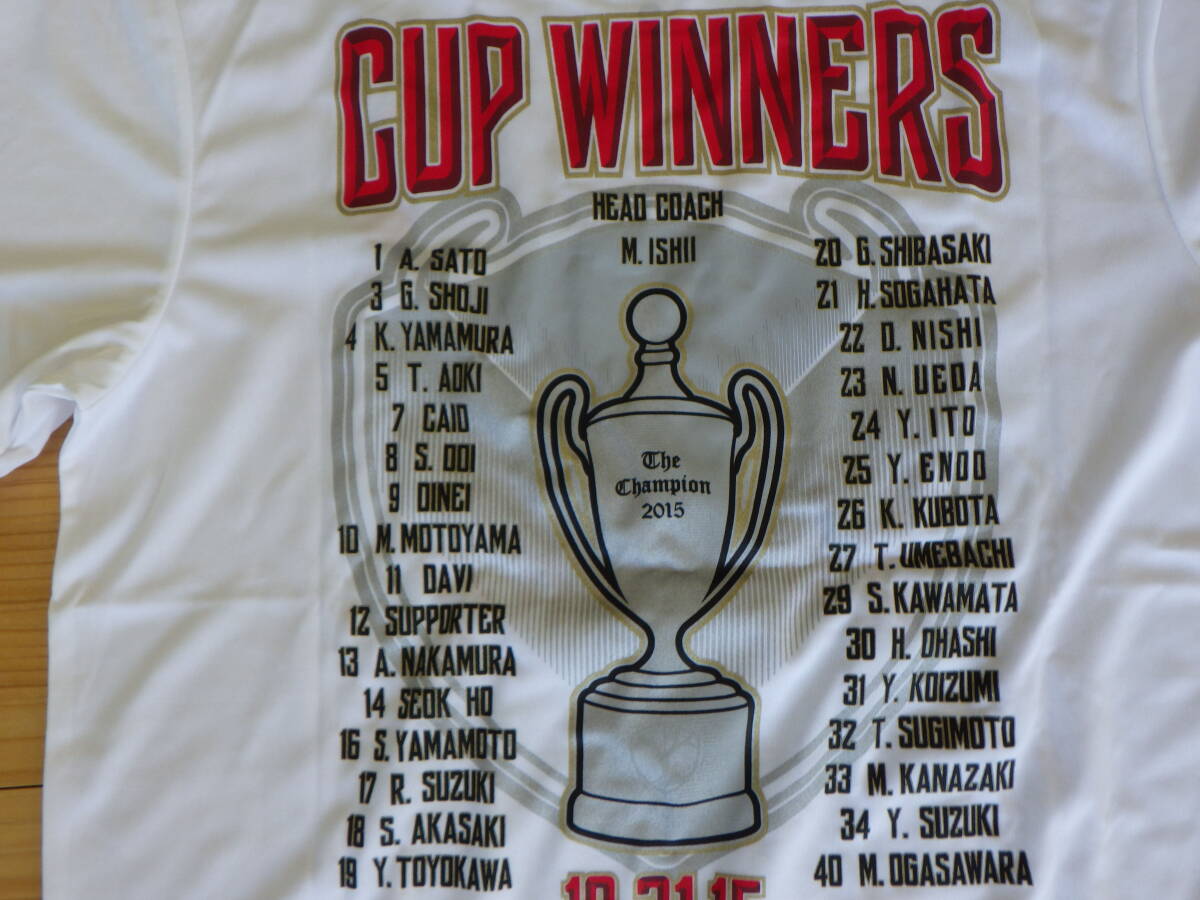 CUP WINNERS
HEAD COACH
M. ISHII
1 A. SATO
3 G. SHOJI
4 K. YAMAMURA
5 T. AOKI
7 CAIO
8 S. DOI
9 DINEI
10 M. MOTOYAMA
11 DAVI
12 SUPPORTER
13 A. NAKAMURA
14 SEOK HO
16 S. YAMAMOTO
17 R. SUZUKI
18 S. AKASAKI
19 Y. TOYOKAWA
The
Champion
2015
20 G. SHIBASAKI
21 H. SOGAHATA
22 D. NISHI
23 N. UEDA
24 Y. ITO
25 Y. ENDO
26 K. KUBOTA
27 T. UMEBACHI
29 S. KAWAMATA
30 H. OHASHI
31 Y. KOIZUMI
32 T. SUGIMOTO
33 M. KANAZAKI
34 Y. SUZUKI
40 M. OGASAWARA